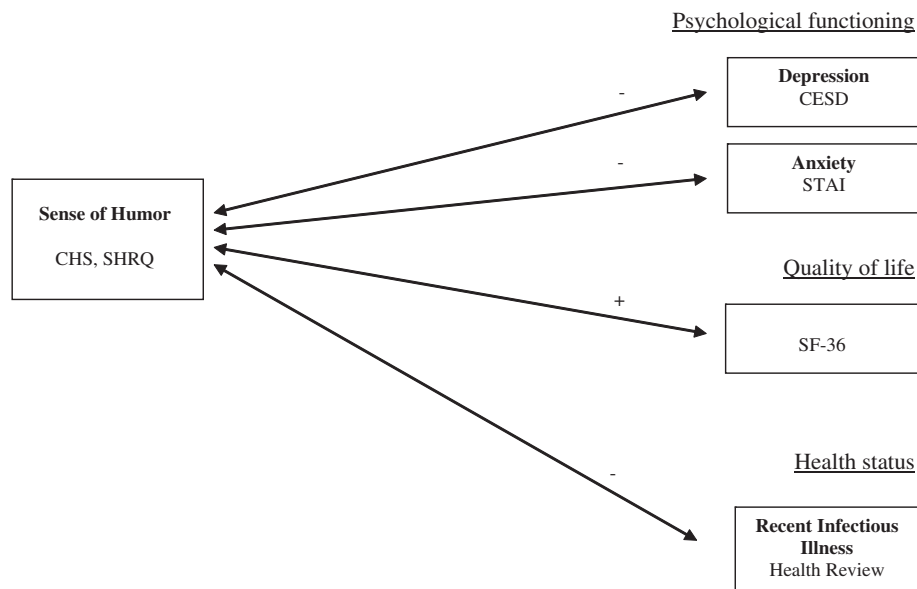 Psychological functioning
Depression
CESD
-
Anxiety
STAI
-
Sense of Humor
CHS, SHRQ
Quality of life
+
SF-36
Health status
-
Recent Infectious
Illness
Health Review